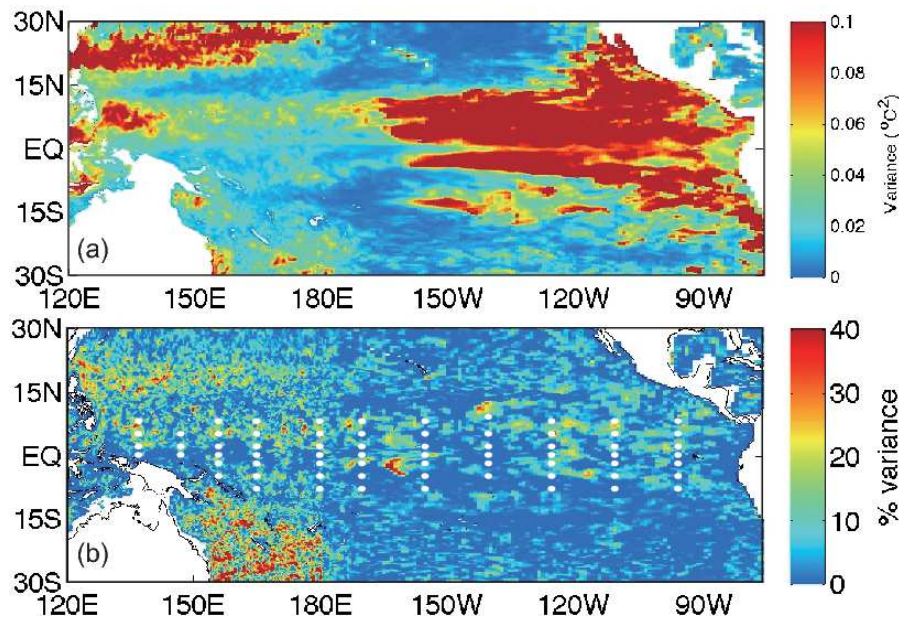 30N
15N
EQ
15S
30S
(a)
120E 150E 180E 150W 120W 90W
0.1
0.08
0.06
0.04
0.02
0
Variance (°C²)
30N
15N
EQ
15S
30S
(b)
120E 150E 180E 150W 120W 90W
40
30
20
10
0
% variance